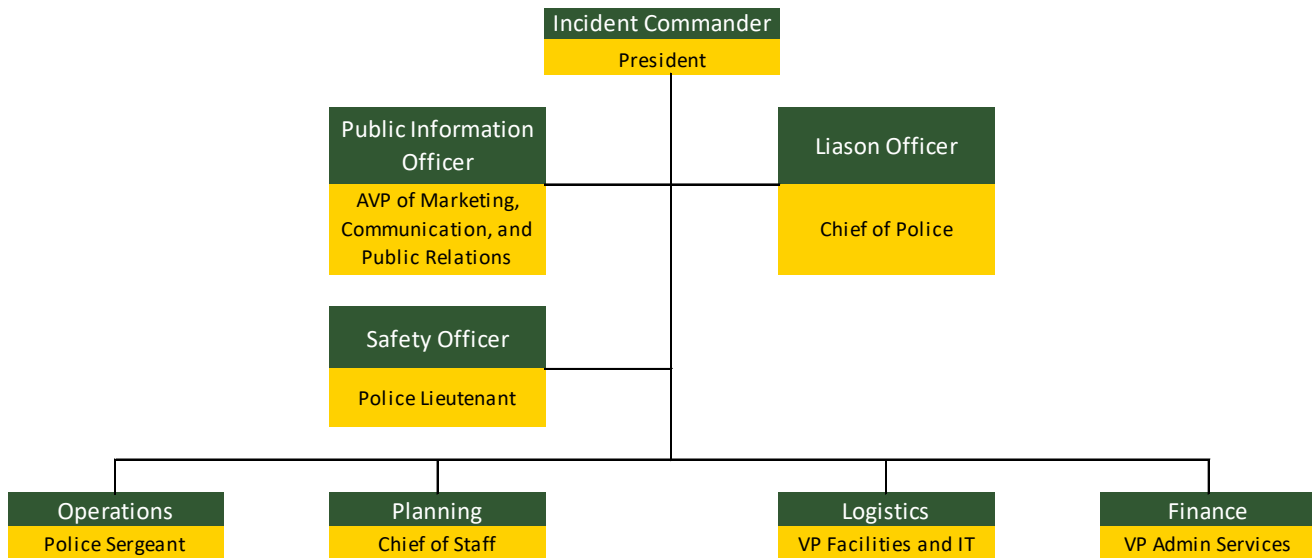 Incident Commander
President
Public Information
Officer
AVP of Marketing,
Communication, and
Public Relations
Liason Officer
Chief of Police
Safety Officer
Police Lieutenant
Operations
Police Sergeant
Planning
Chief of Staff
Logistics
VP Facilities and IT
Finance
VP Admin Services